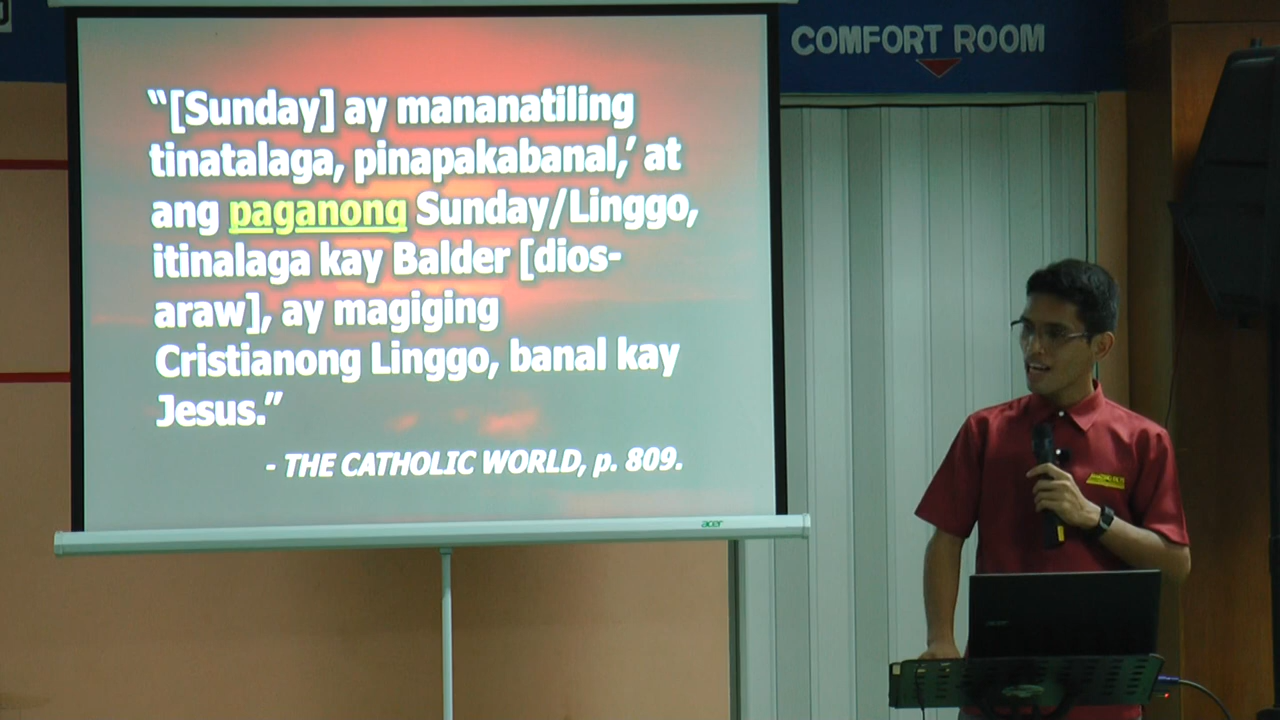 COMFORT ROOM
“[Sunday] ay mananatiling
tinatalaga, pinapakabanal,’ at
ang paganong Sunday/Linggo,
itinalaga kay Balder [dios-
araw], ay magiging
Cristianong Linggo, banal kay
Jesus.”
- THE CATHOLIC WORLD, p. 809.
acer